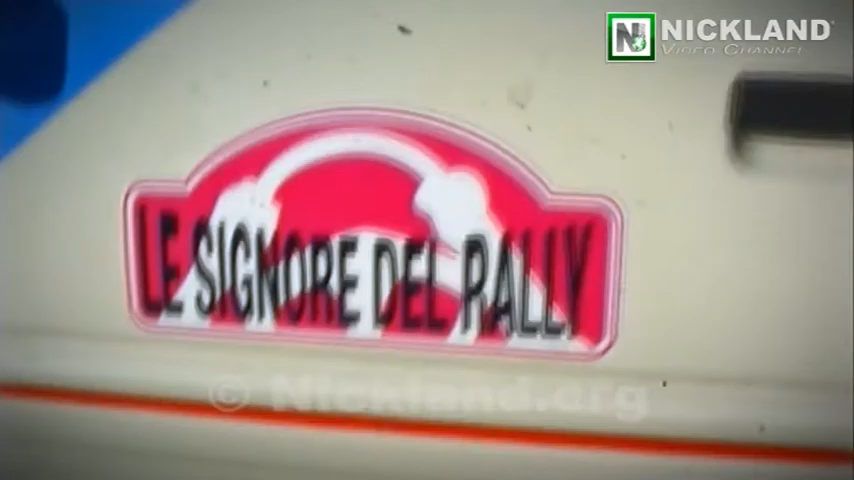 NICKLAND
VIDEO CHANNEL
LE SIGNORE DEL RALLY
© Nickland.org